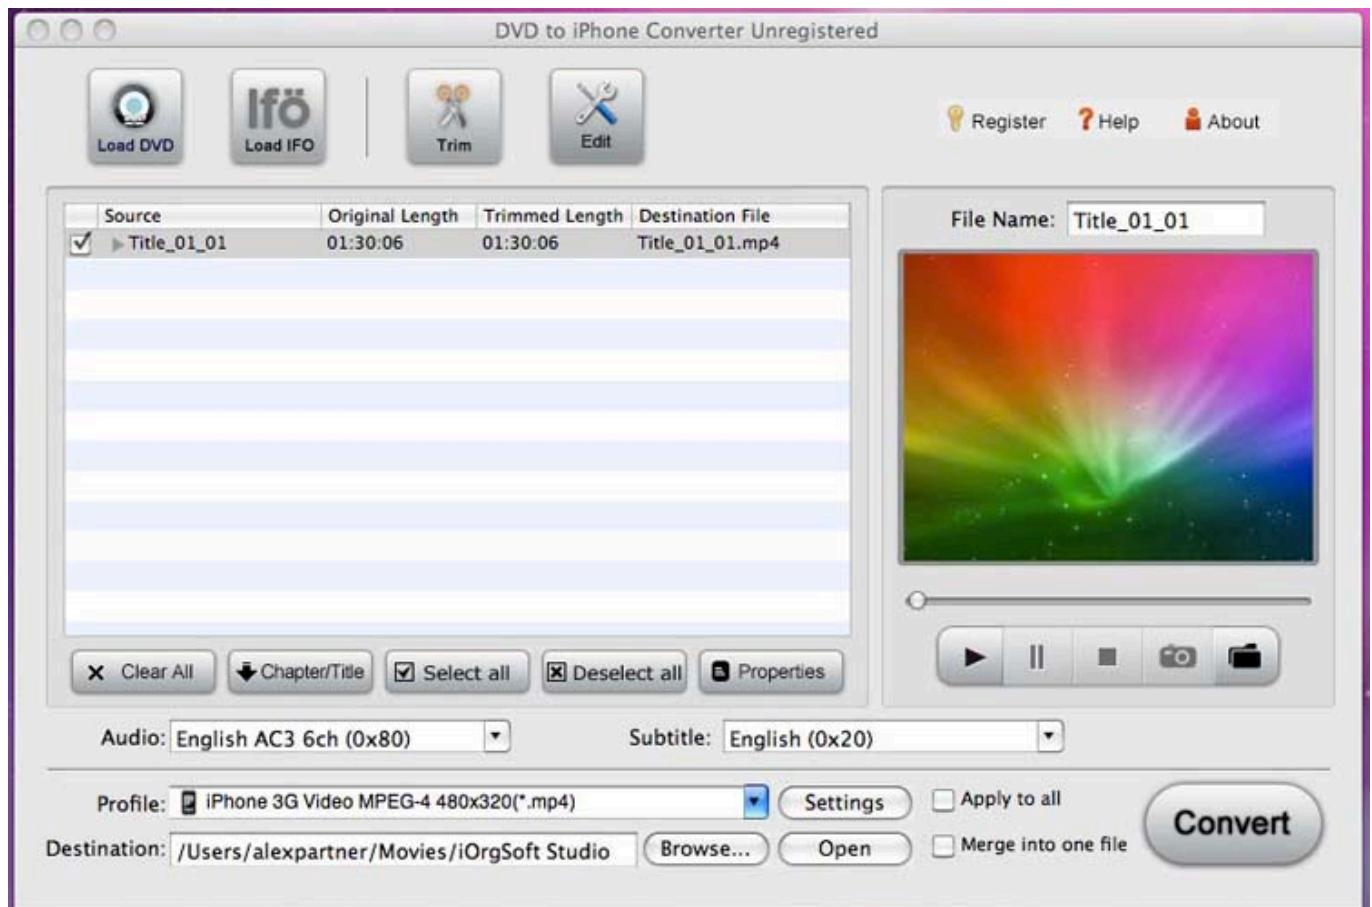 DVD to iPhone Converter Unregistered
Ifö
Load DVD
Load IFO
Trim
Edit
Register
? Help
About
Source Original Length Trimmed Length Destination File
Title_01_01 01:30:06 01:30:06 Title_01_01.mp4
File Name: Title_01_01
Clear All
Chapter/Title
Select all
Deselect all
Properties
Audio: English AC3 6ch (0x80)
Subtitle: English (0x20)
Profile: iPhone 3G Video MPEG-4 480x320(*.mp4)
Settings
Apply to all
Convert
Destination: /Users/alexpartner/Movies/iOrgSoft Studio
Browse...
Open
Merge into one file